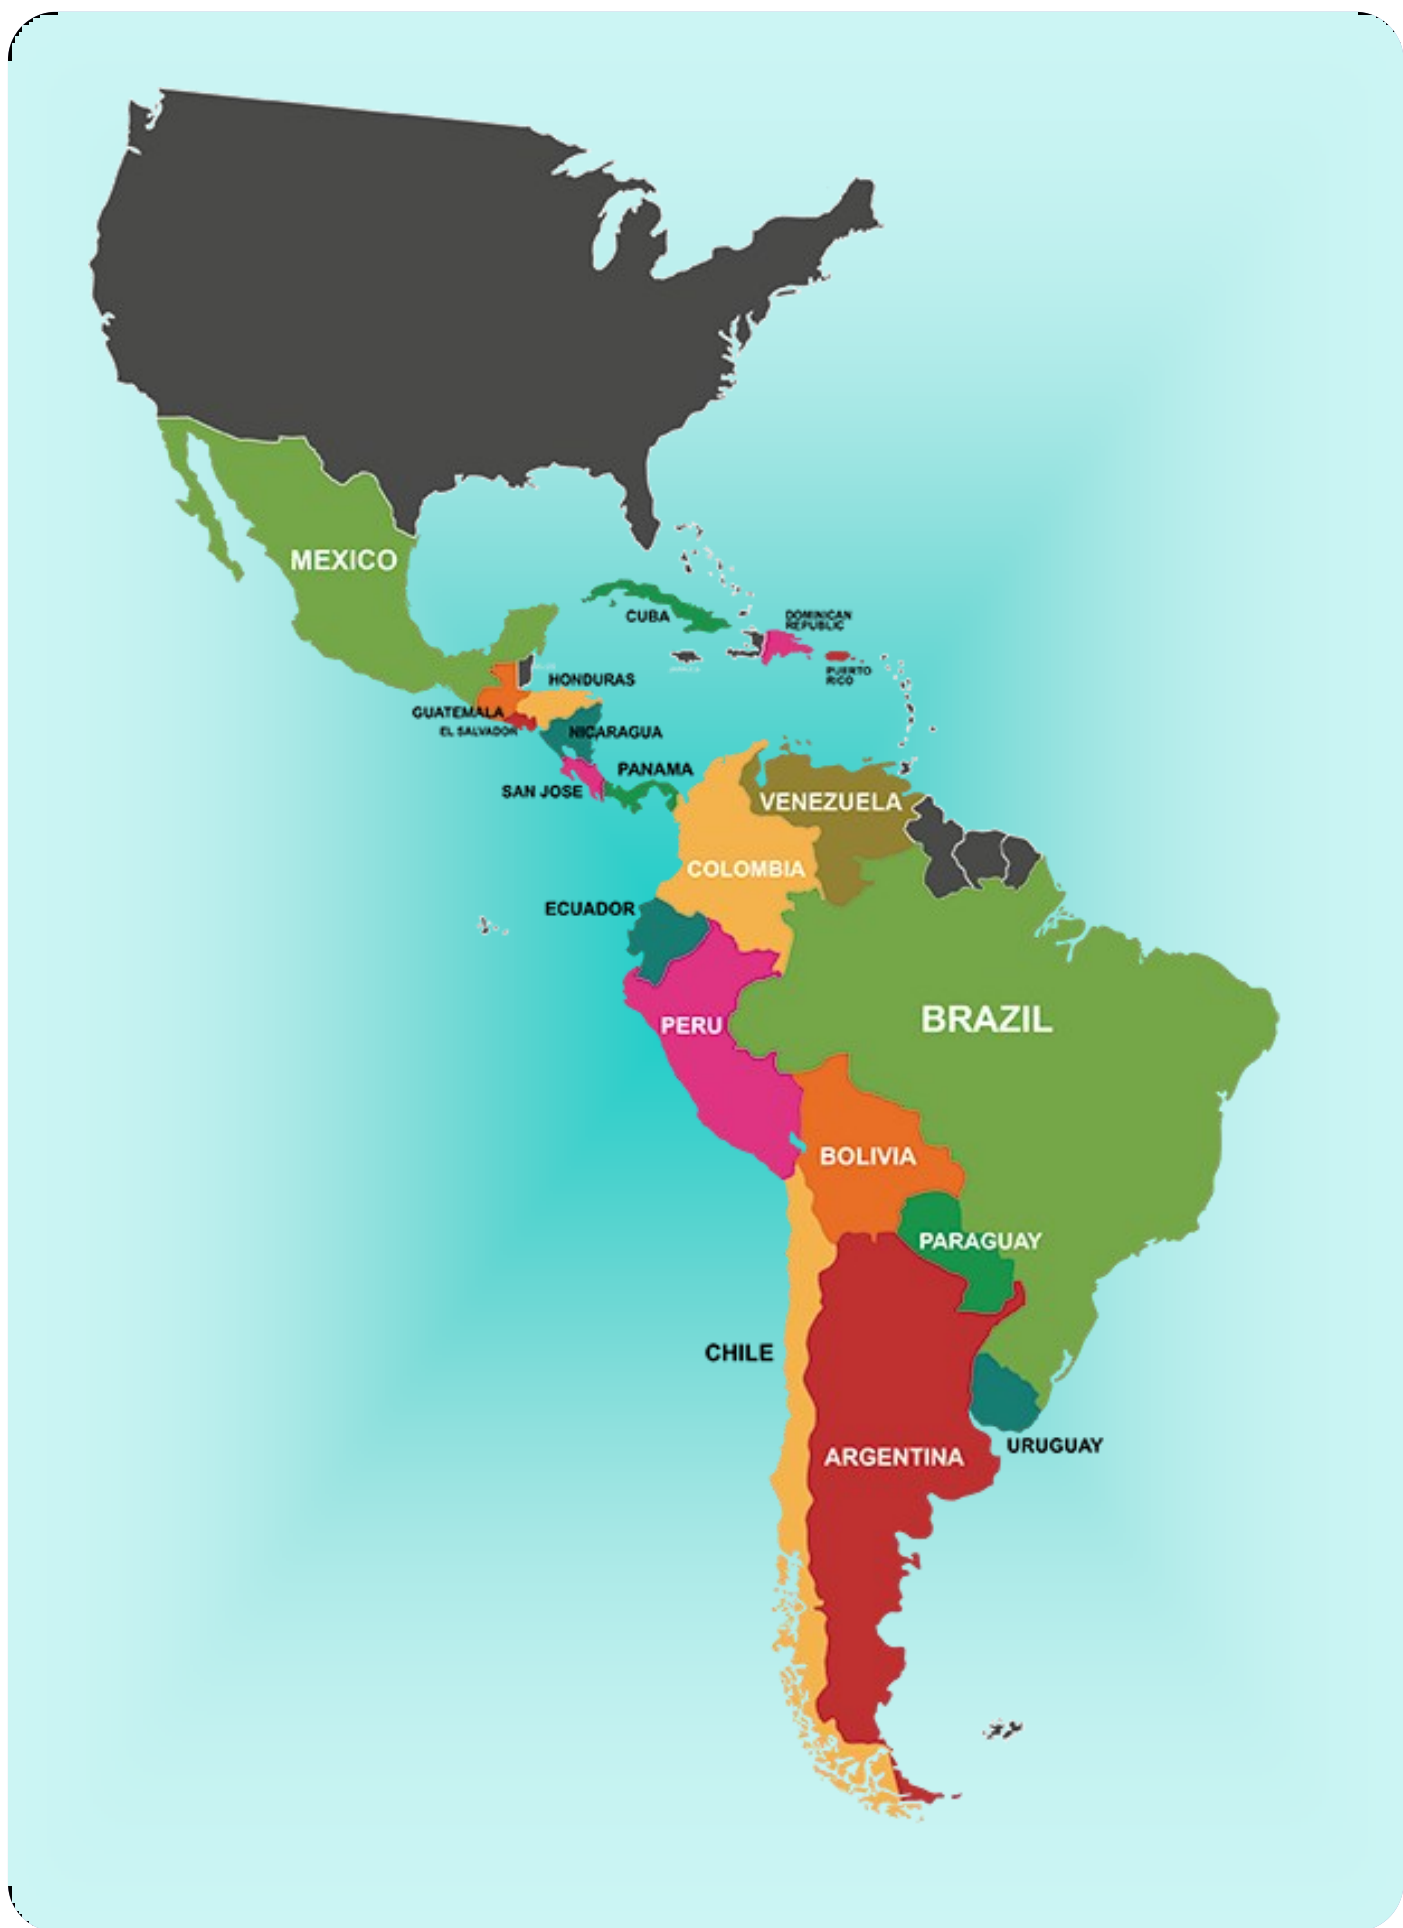 MEXICO
CUBA
DOMINICAN
REPUBLIC
PUERTO
RICO
HONDURAS
GUATEMALA
EL SALVADOR
NICARAGUA
PANAMA
SAN JOSE
VENEZUELA
COLOMBIA
ECUADOR
PERU
BRAZIL
BOLIVIA
PARAGUAY
CHILE
ARGENTINA
URUGUAY